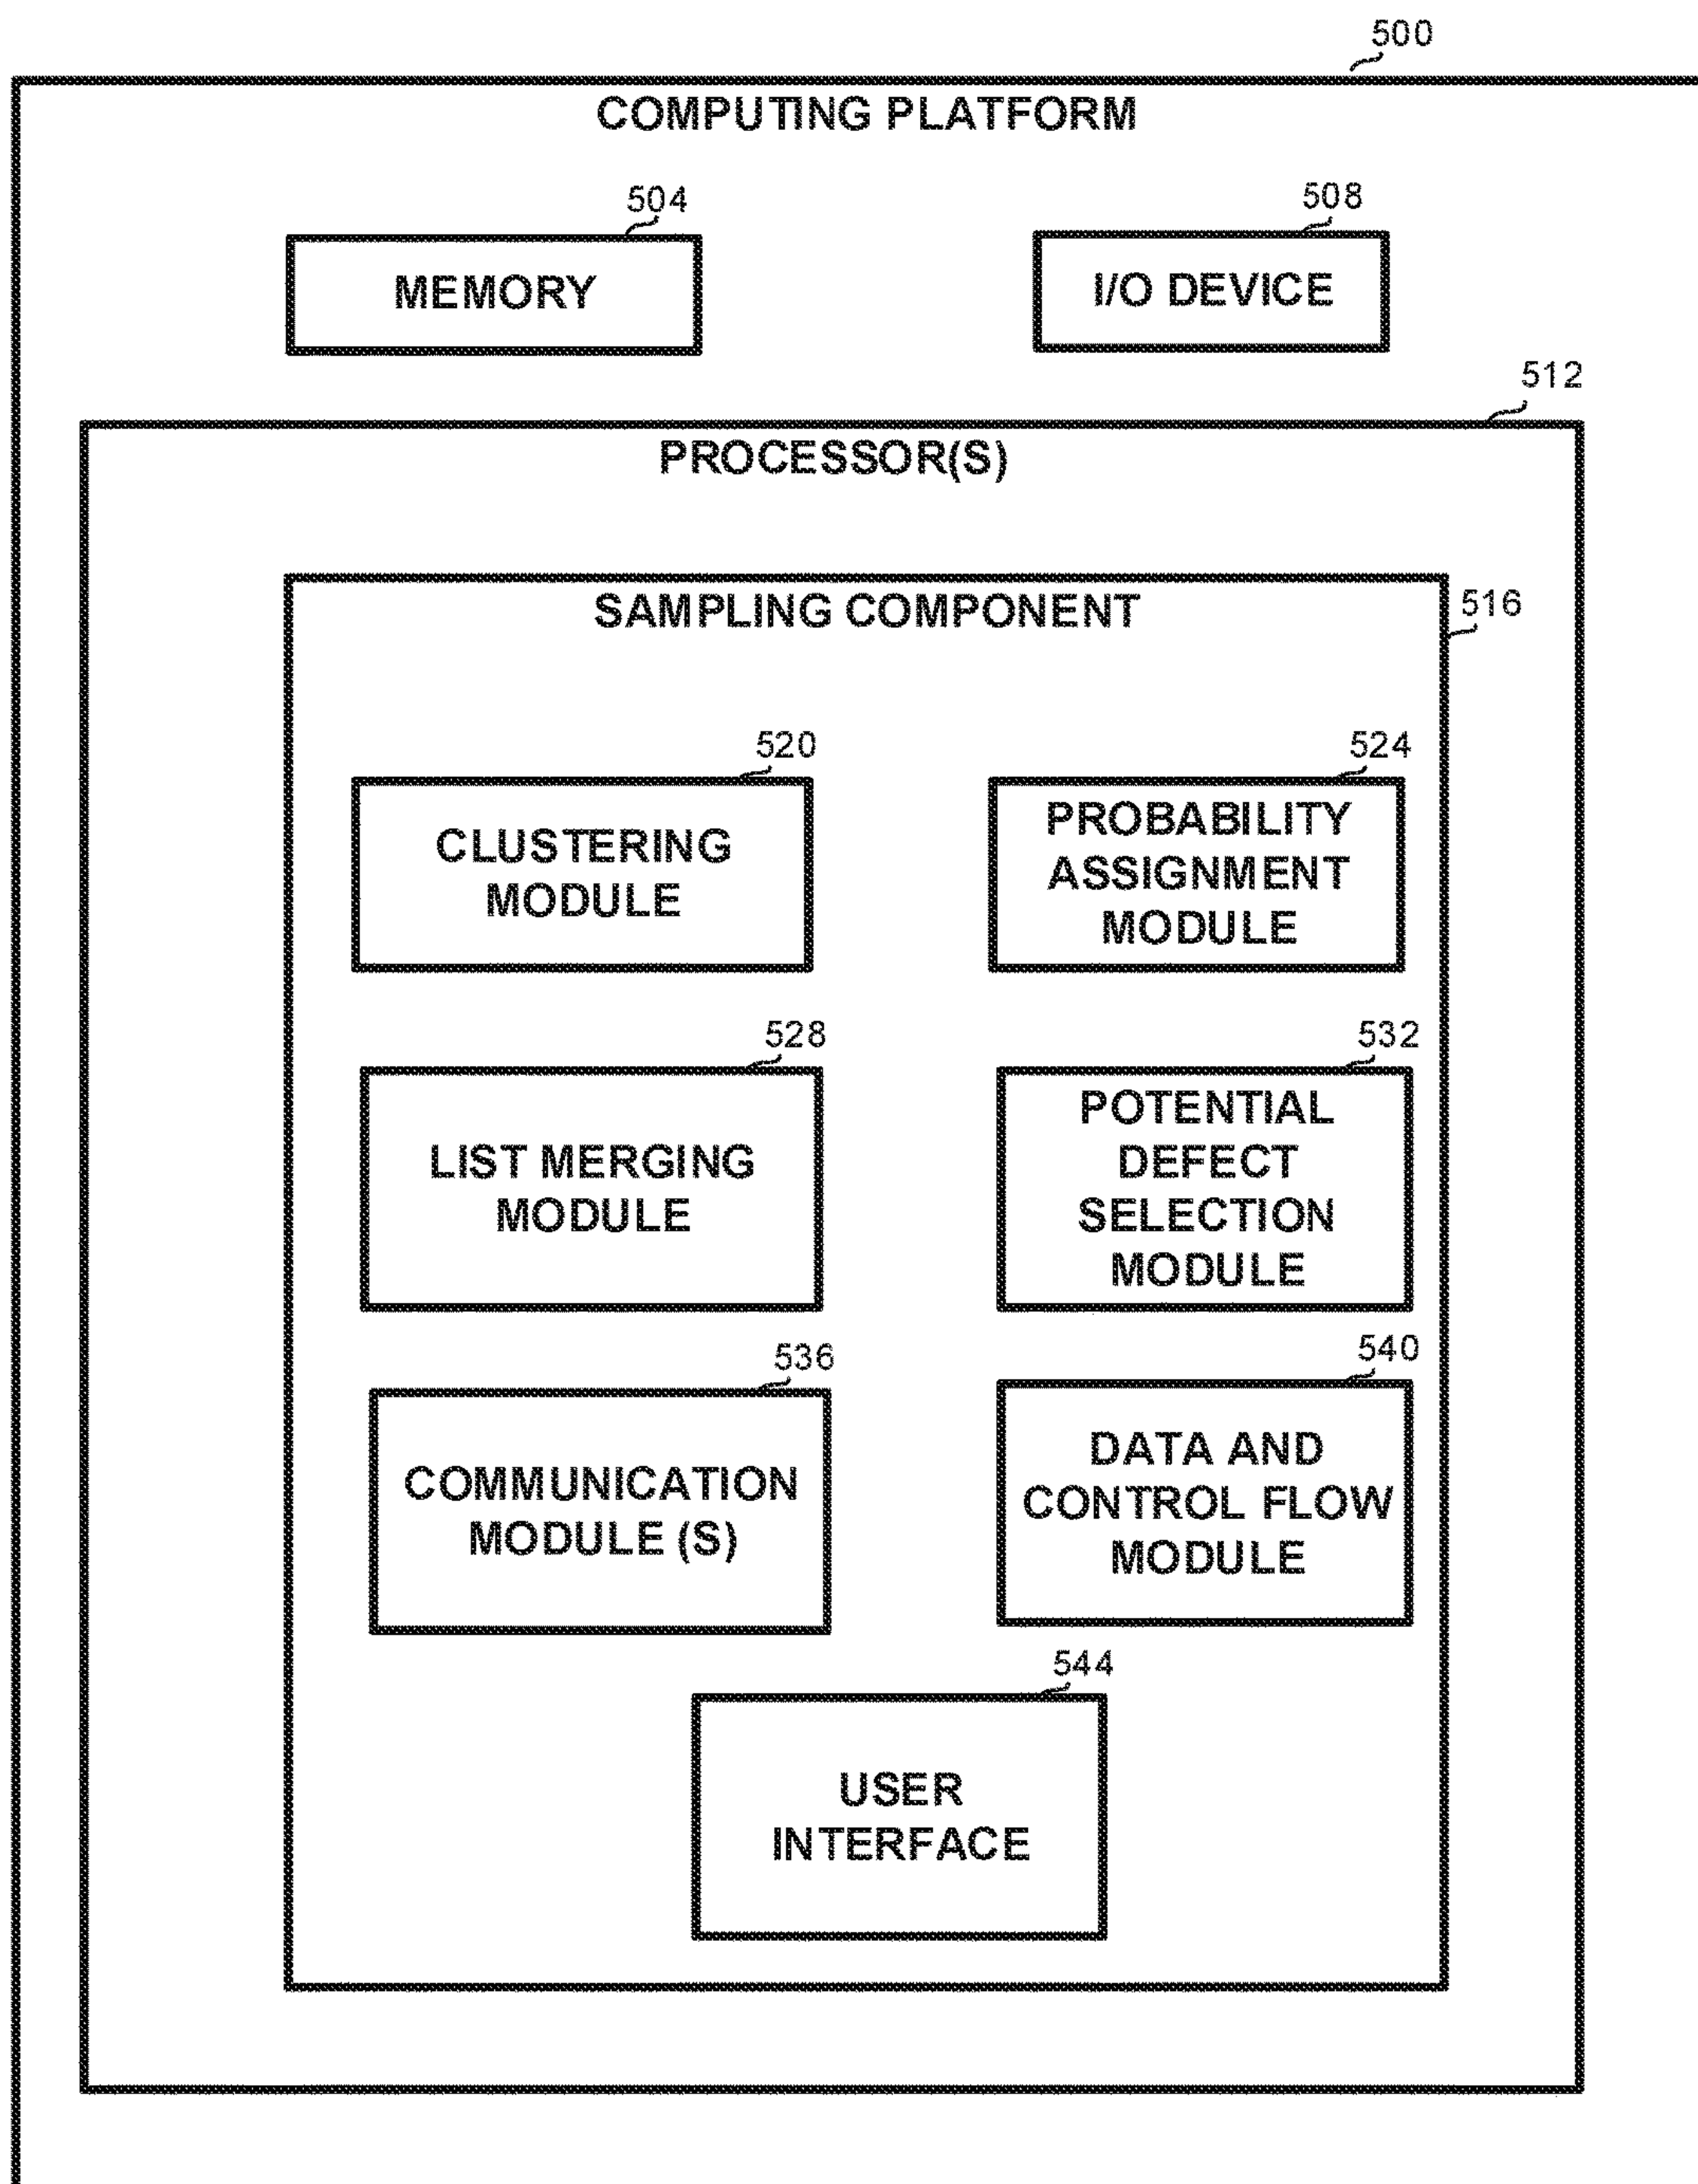 500
COMPUTING PLATFORM
504
508
MEMORY
I/O DEVICE
512
PROCESSOR(S)
SAMPLING COMPONENT
516
520
524
CLUSTERING
MODULE
PROBABILITY
ASSIGNMENT
MODULE
528
532
LIST MERGING
MODULE
POTENTIAL
DEFECT
SELECTION
MODULE
536
540
COMMUNICATION
MODULE (S)
DATA AND
CONTROL FLOW
MODULE
544
USER
INTERFACE